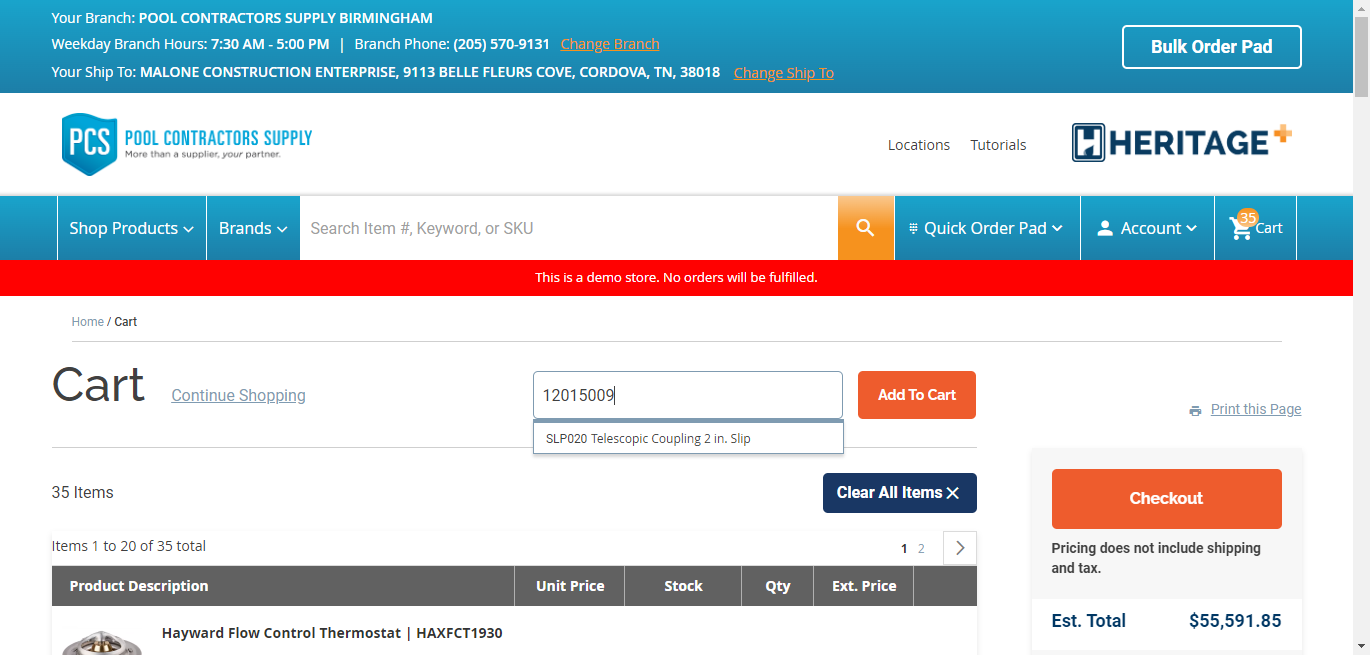 Your Branch: POOL CONTRACTORS SUPPLY BIRMINGHAM
Weekday Branch Hours: 7:30 AM - 5:00 PM | Branch Phone: (205) 570-9131 Change Branch
Your Ship To: MALONE CONSTRUCTION ENTERPRISE, 9113 BELLE FLEURS COVE, CORDOVA, TN, 38018 Change Ship To
Bulk Order Pad
PCS POOL CONTRACTORS SUPPLY
More than a supplier, your partner.
Locations Tutorials
HERITAGE+
Shop Products Brands Search Item #, Keyword, or SKU Quick Order Pad Account 35 Cart
This is a demo store. No orders will be fulfilled.
Home / Cart
Cart Continue Shopping 12015009 Add To Cart
Print this Page
SLP020 Telescopic Coupling 2 in. Slip
35 Items Clear All Items
Checkout
Items 1 to 20 of 35 total 1 2
Pricing does not include shipping
and tax.
Product Description Unit Price Stock Qty Ext. Price
Est. Total $55,591.85
Hayward Flow Control Thermostat | HAXFCT1930